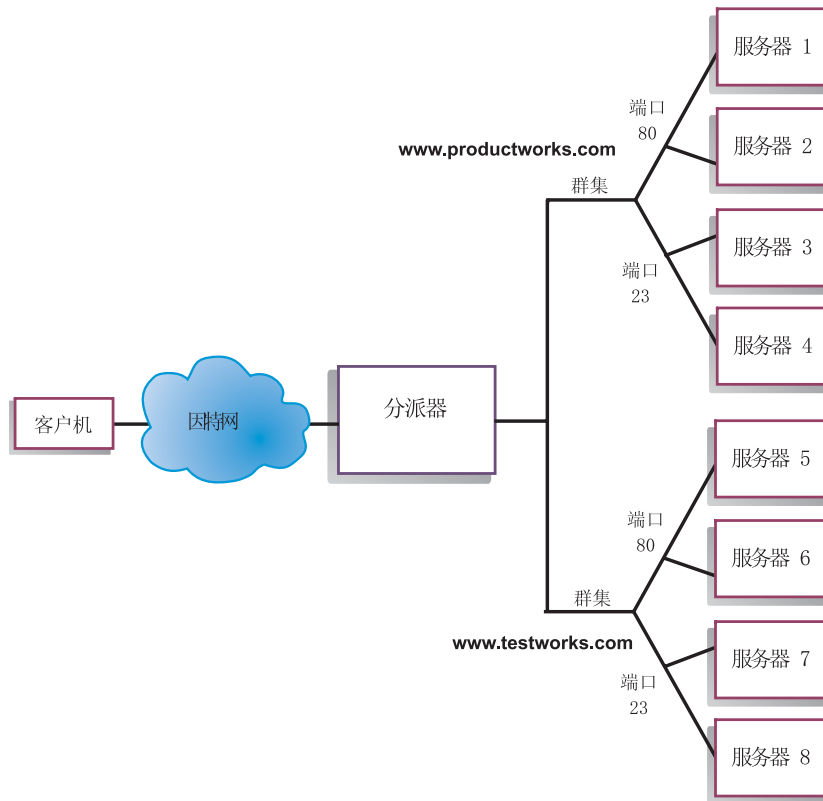 服务器 1
端口
80
服务器 2
www.productworks.com
群集
服务器 3
端口
23
服务器 4
客户机
因特网
分派器
服务器 5
端口
80
服务器 6
群集
www.testworks.com
服务器 7
端口
23
服务器 8